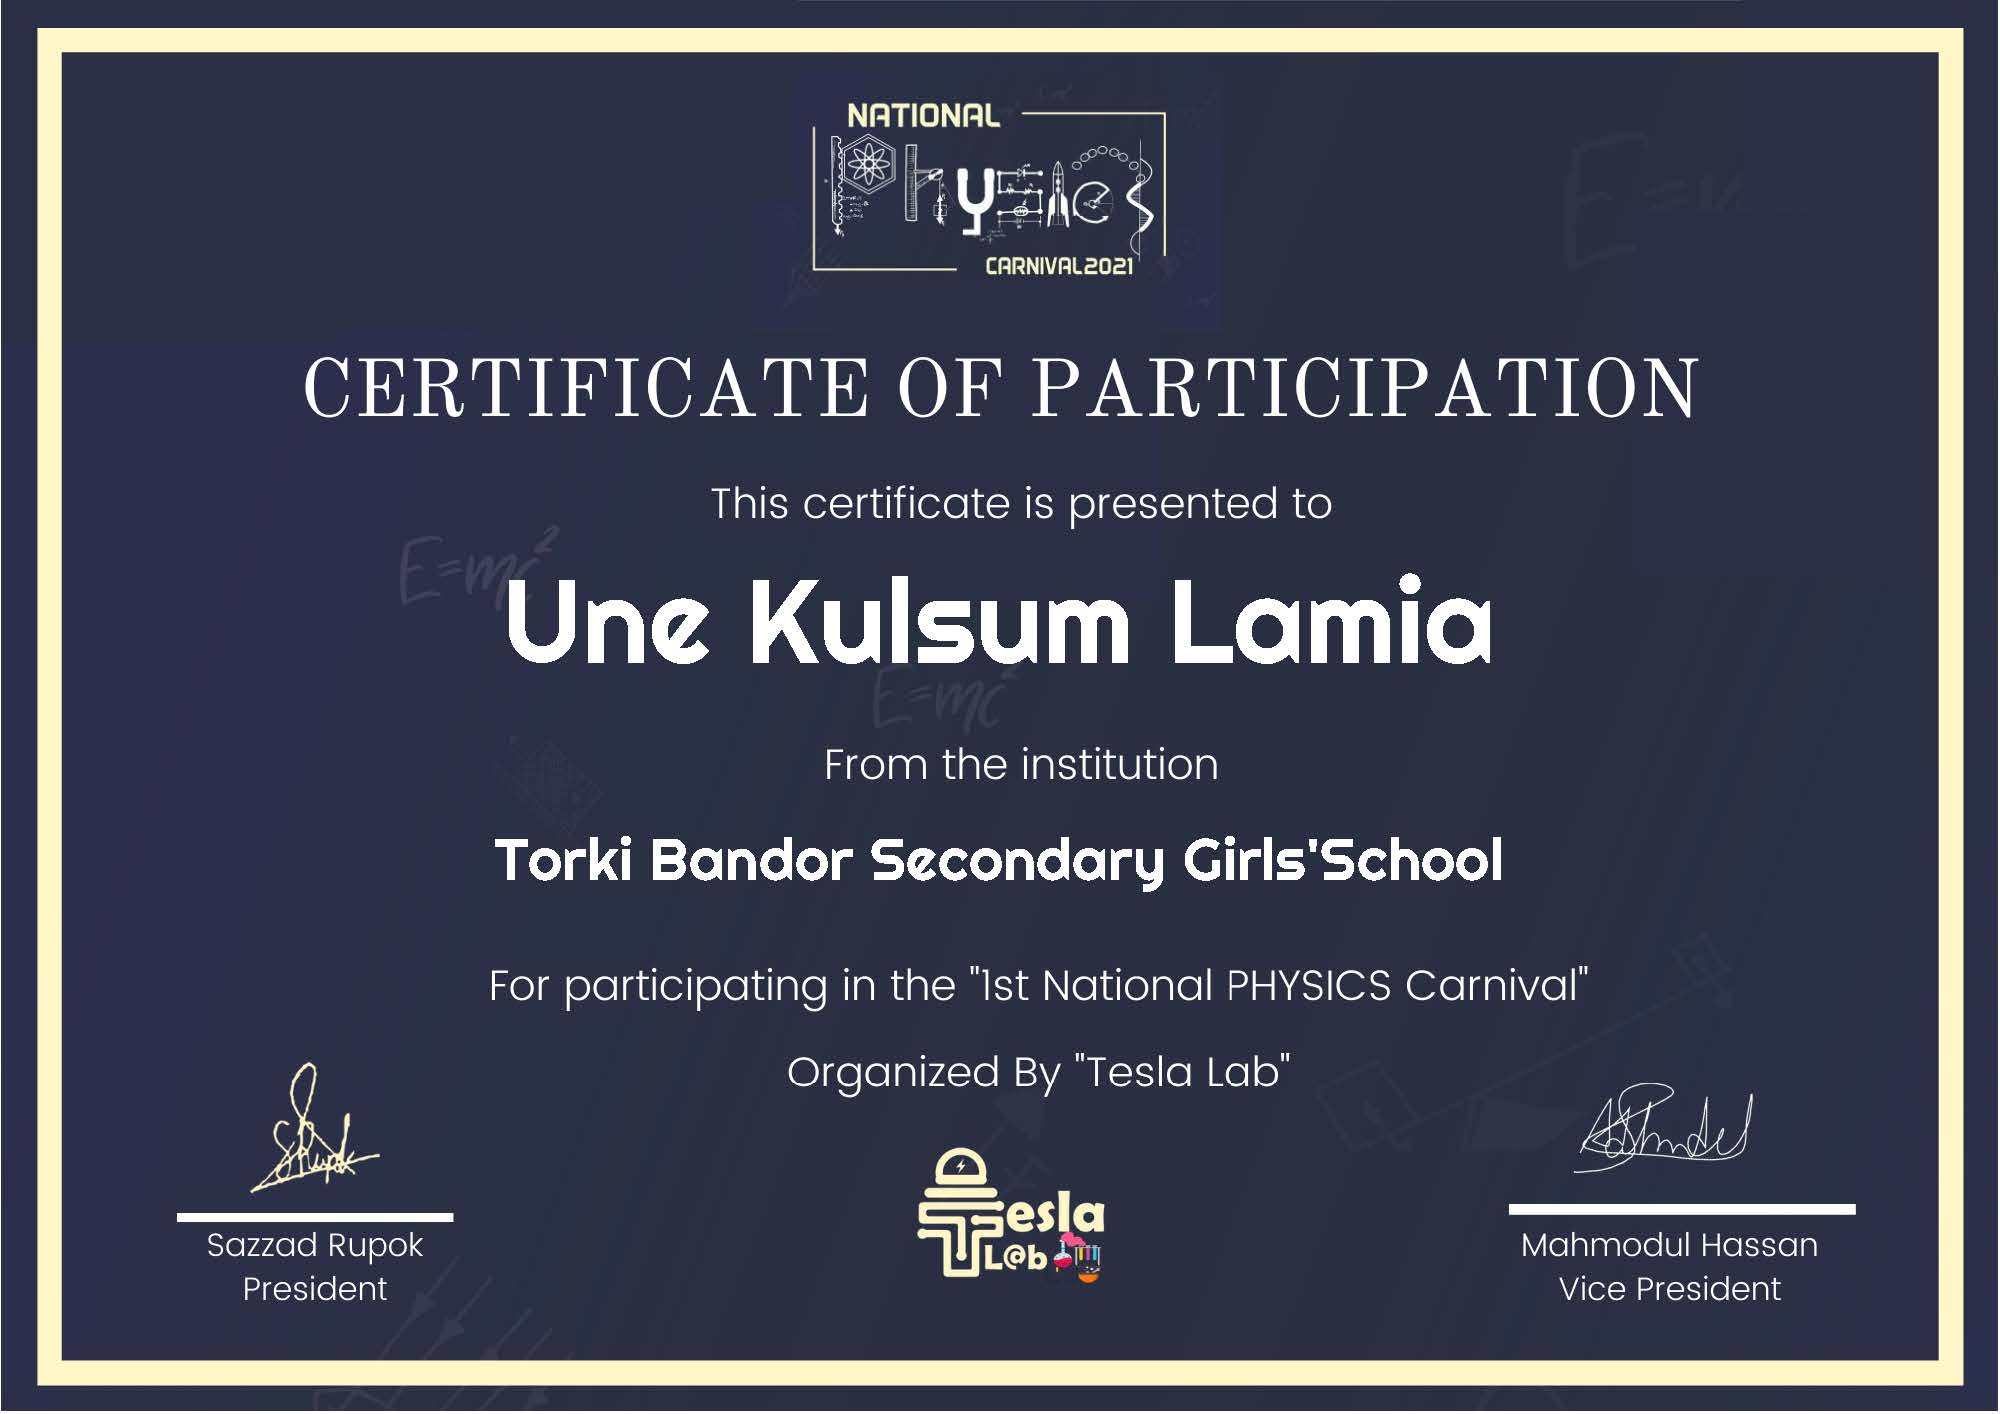 NATIONAL
Physics
CARNIVAL2021
CERTIFICATE OF PARTICIPATION
This certificate is presented to
E=mc²
Une Kulsum Lamia
E=mc²
From the institution
Torki Bandor Secondary Girls'School
For participating in the "1st National PHYSICS Carnival"
Organized By "Tesla Lab"
Tesla
L@b
Sazzad Rupok
President
Mahmodul Hassan
Vice President